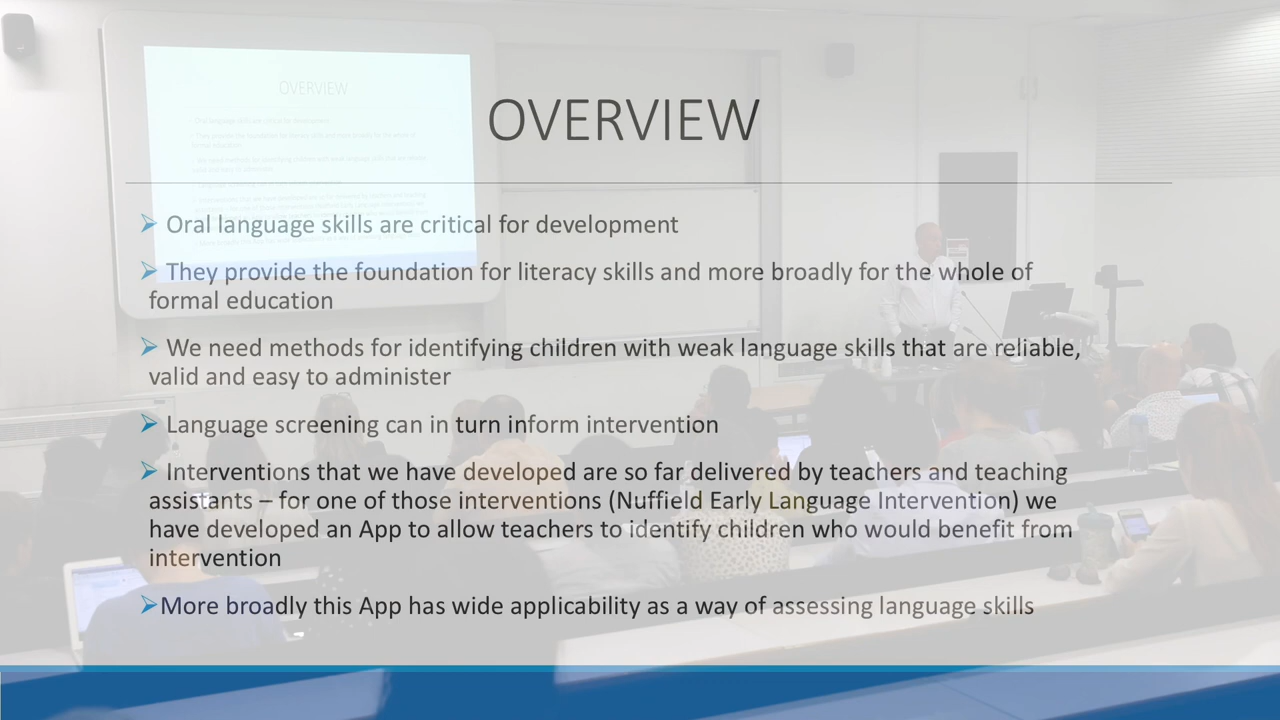 OVERVIEW
➢ Oral language skills are critical for development
➢ They provide the foundation for literacy skills and more broadly for the whole of
formal education
➢ We need methods for identifying children with weak language skills that are reliable,
valid and easy to administer
➢ Language screening can in turn inform intervention
➢ Interventions that we have developed are so far delivered by teachers and teaching
assistants – for one of those interventions (Nuffield Early Language Intervention) we
have developed an App to allow teachers to identify children who would benefit from
intervention
➢More broadly this App has wide applicability as a way of assessing language skills
OVERVIEW